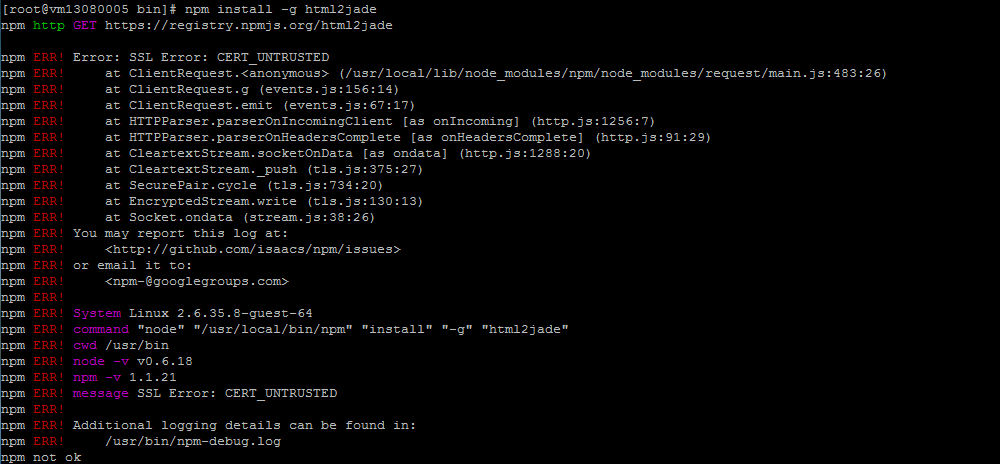 [root@vm13080005 bin]# npm install -g html2jade
npm http GET https://registry.npmjs.org/html2jade
npm ERR! Error: SSL Error: CERT_UNTRUSTED
npm ERR!     at ClientRequest.<anonymous> (/usr/local/lib/node_modules/npm/node_modules/request/main.js:483:26)
npm ERR!     at ClientRequest.g (events.js:156:14)
npm ERR!     at ClientRequest.emit (events.js:67:17)
npm ERR!     at HTTPParser.parserOnIncomingClient [as onIncoming] (http.js:1256:7)
npm ERR!     at HTTPParser.parserOnHeadersComplete [as onHeadersComplete] (http.js:91:29)
npm ERR!     at CleartextStream.socketOnData [as ondata] (http.js:1288:20)
npm ERR!     at CleartextStream._push (tls.js:375:27)
npm ERR!     at SecurePair.cycle (tls.js:734:20)
npm ERR!     at EncryptedStream.write (tls.js:130:13)
npm ERR!     at Socket.ondata (stream.js:38:26)
npm ERR! You may report this log at:
npm ERR!     <http://github.com/isaacs/npm/issues>
npm ERR! or email it to:
npm ERR!     <npm-@googlegroups.com>
npm ERR!
npm ERR! System Linux 2.6.35.8-guest-64
npm ERR! command "node" "/usr/local/bin/npm" "install" "-g" "html2jade"
npm ERR! cwd /usr/bin
npm ERR! node -v v0.6.18
npm ERR! npm -v 1.1.21
npm ERR! message SSL Error: CERT_UNTRUSTED
npm ERR!
npm ERR! Additional logging details can be found in:
npm ERR!     /usr/bin/npm-debug.log
npm not ok